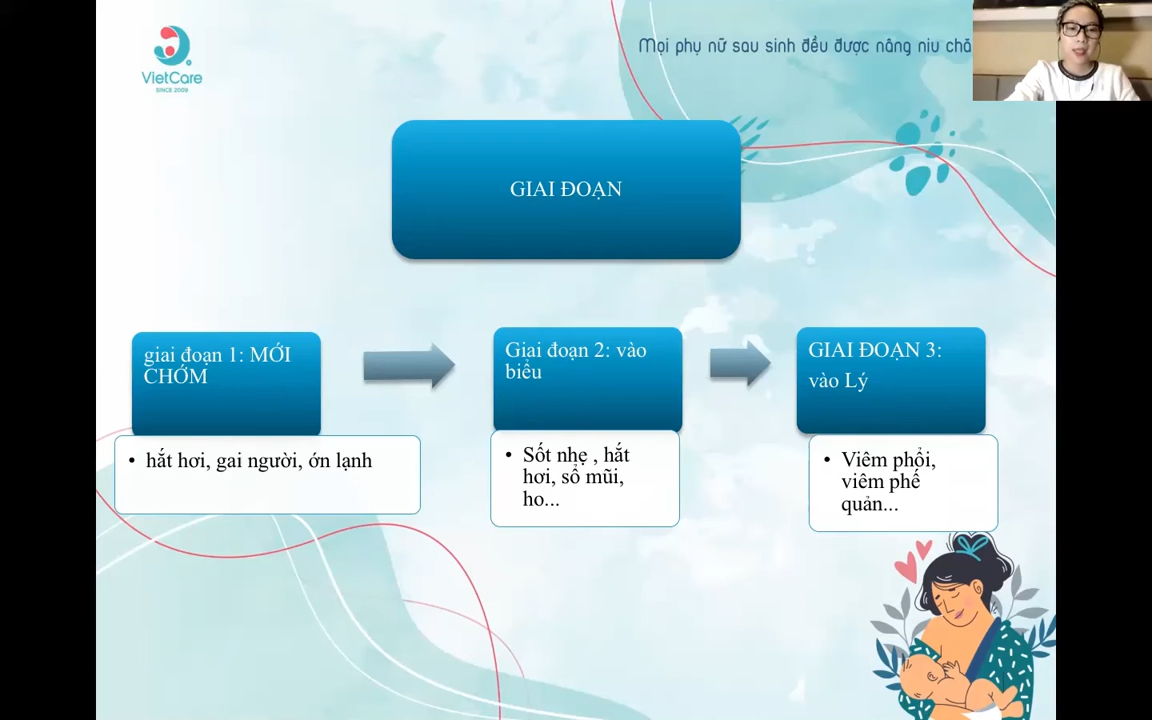 VietCare
SINCE 2009
Mọi phụ nữ sau sinh đều được nâng niu chă
GIAI ĐOẠN
giai đoạn 1: MỚI
CHỚM
• hắt hơi, gai người, ớn lạnh
Giai đoạn 2: vào
biểu
• Sốt nhẹ , hắt
hơi, sổ mũi,
ho...
GIAI ĐOẠN 3:
vào Lý
• Viêm phổi,
viêm phế
quản...